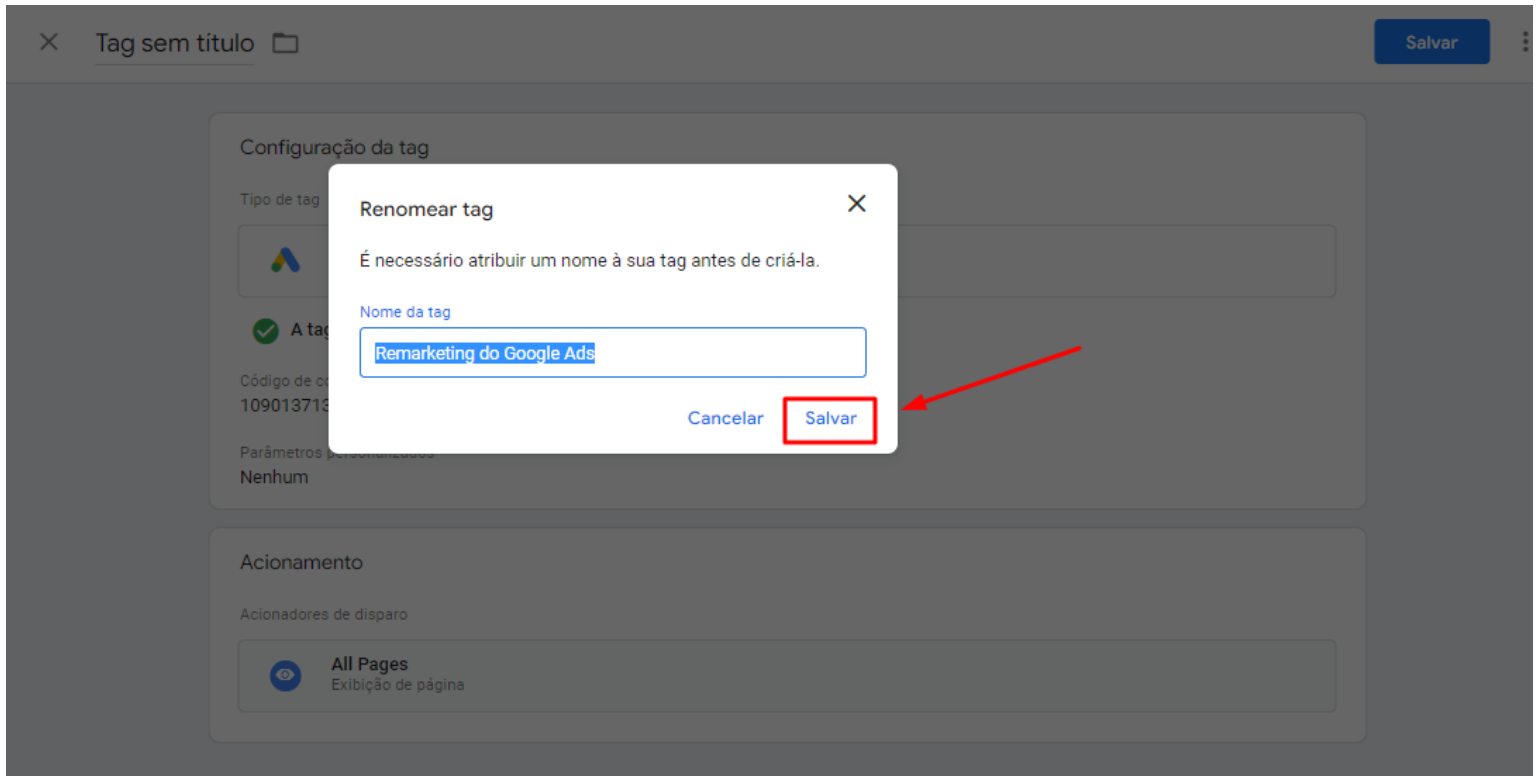 Tag sem título
Salvar
Configuração da tag
Tipo de tag
Renomear tag
É necessário atribuir um nome à sua tag antes de criá-la.
Nome da tag
A tag
Remarketing do Google Ads
Código de
109013713
Cancelar
Salvar
Parâmetros personalizados
Nenhum
Acionamento
Acionadores de disparo
All Pages
Exibição de página